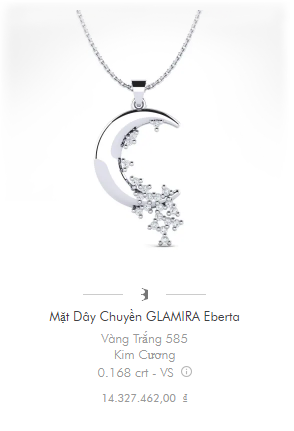 Mặt Dây Chuyền GLAMIRA Eberta
Vàng Trắng 585
Kim Cương
0.168 crt - VS
14.327.462,00 ₫